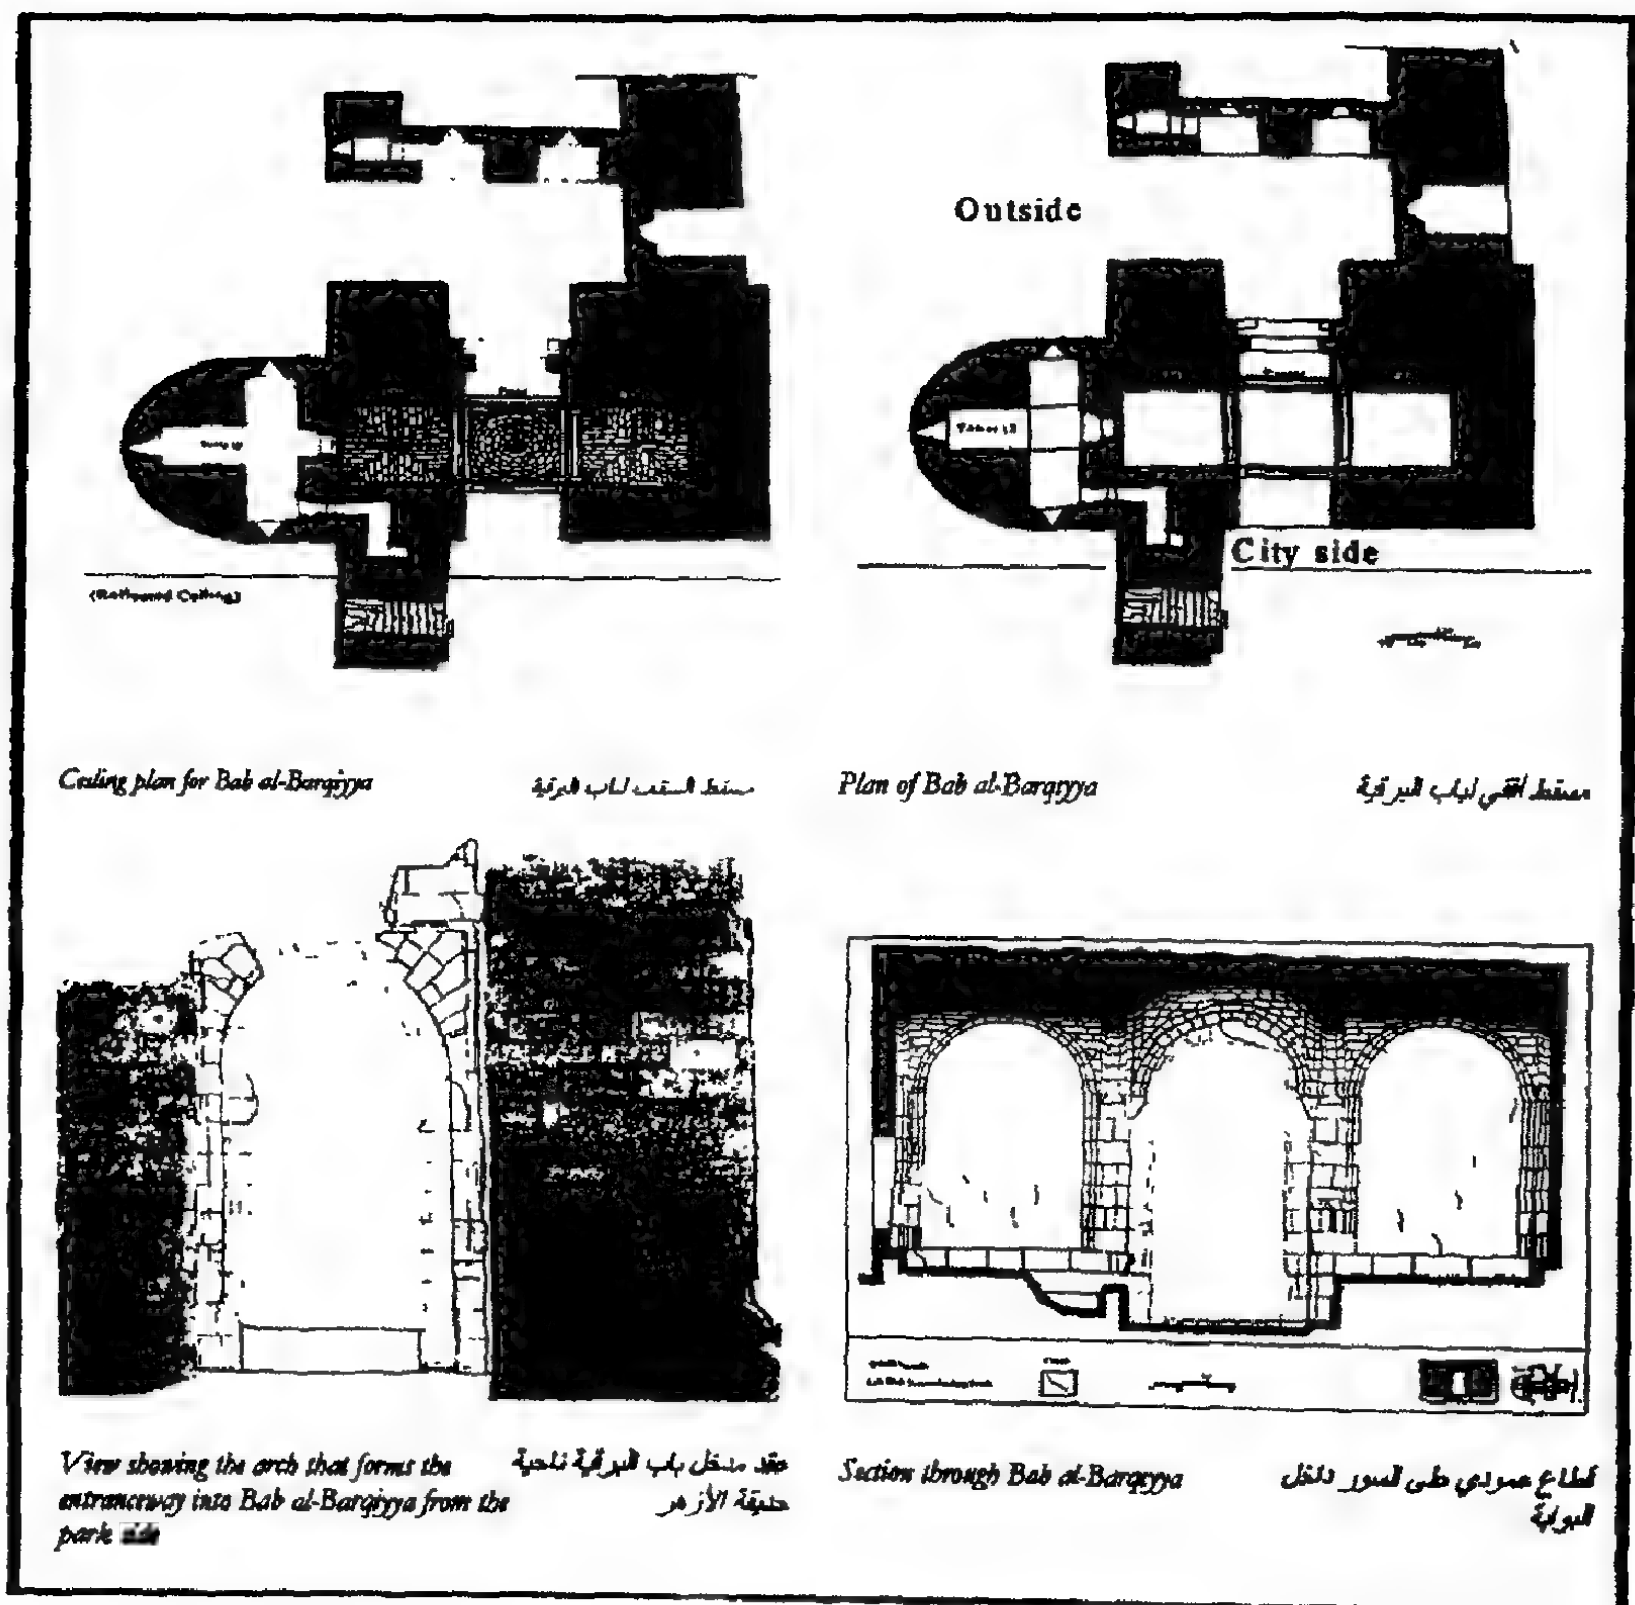 Outside
City side
Ceiling plan for Bab al-Barqiyya
مسقط السقف لباب البرقية
Plan of Bab al-Barqiyya
مسقط أفقي لباب البرقية
View showing the arch that forms the
entranceway into Bab al-Barqiyya from the
park side
عقد مدخل باب البرقية ناحية
حديقة الأزهر
Section through Bab al-Barqiyya
قطاع عمودي على السور داخل
البوابة